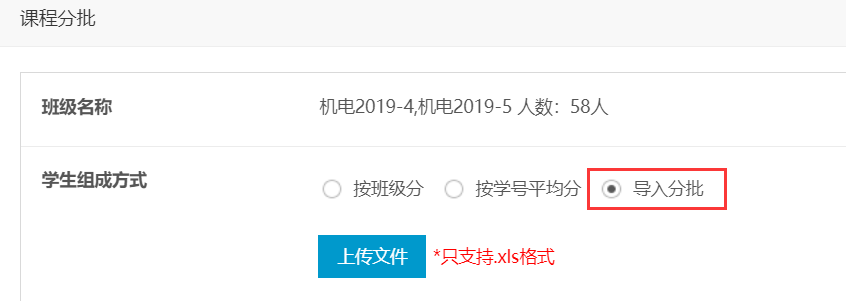 课程分批
班级名称 机电2019-4,机电2019-5 人数：58人
学生组成方式 按班级分 按学号平均分 导入分批
上传文件 *只支持.xls格式